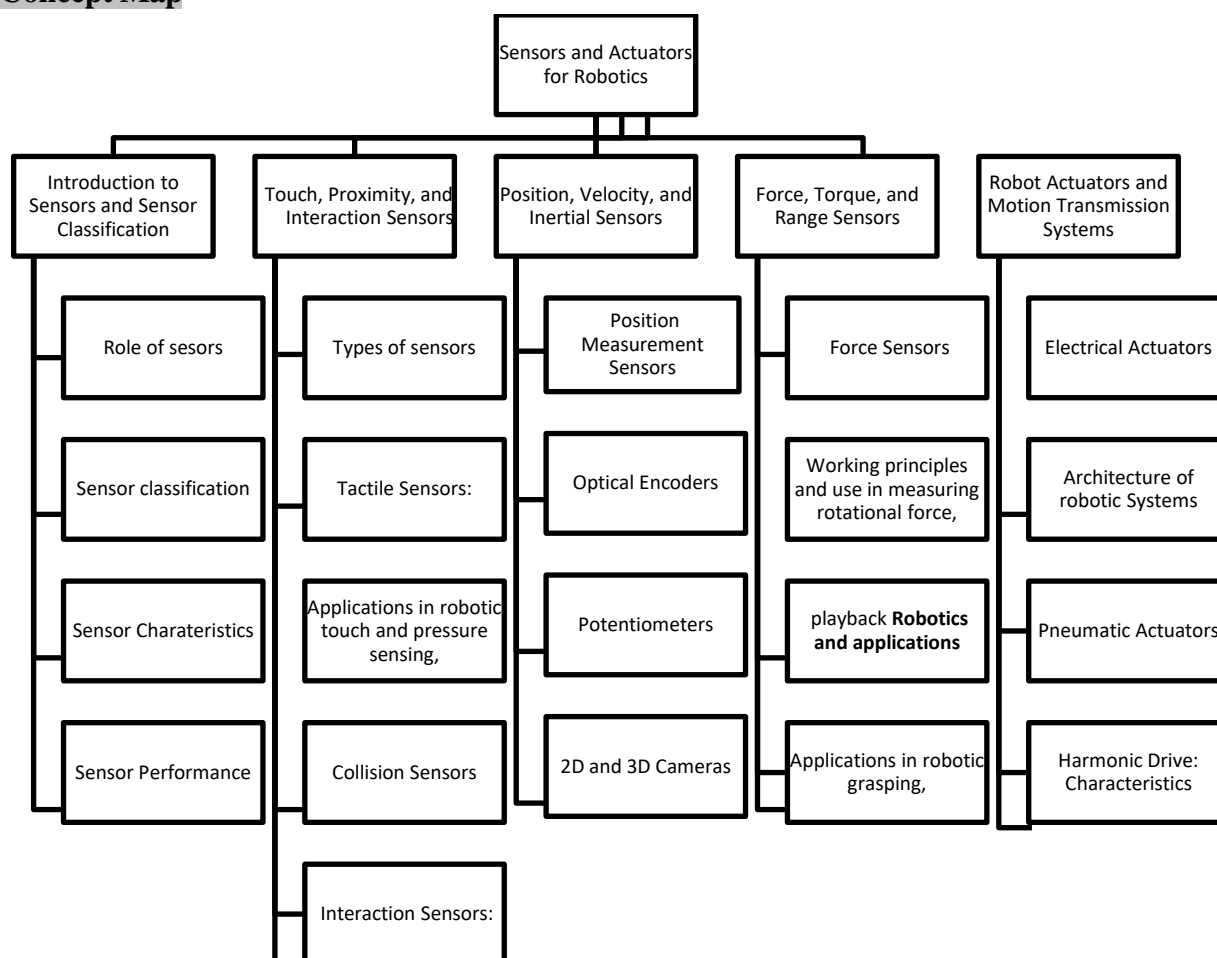 Concept Map
Sensors and Actuators
for Robotics
Introduction to
Sensors and Sensor
Classification
Role of sesors
Sensor classification
Sensor Charateristics
Sensor Performance
Touch, Proximity, and
Interaction Sensors
Types of sensors
Tactile Sensors:
Applications in robotic
touch and pressure
sensing,
Collision Sensors
Interaction Sensors:
Position, Velocity, and
Inertial Sensors
Position
Measurement
Sensors
Optical Encoders
Potentiometers
2D and 3D Cameras
Force, Torque, and
Range Sensors
Force Sensors
Working principles
and use in measuring
rotational force,
playback Robotics
and applications
Applications in robotic
grasping,
Robot Actuators and
Motion Transmission
Systems
Electrical Actuators
Architecture of
robotic Systems
Pneumatic Actuators
Harmonic Drive:
Characteristics